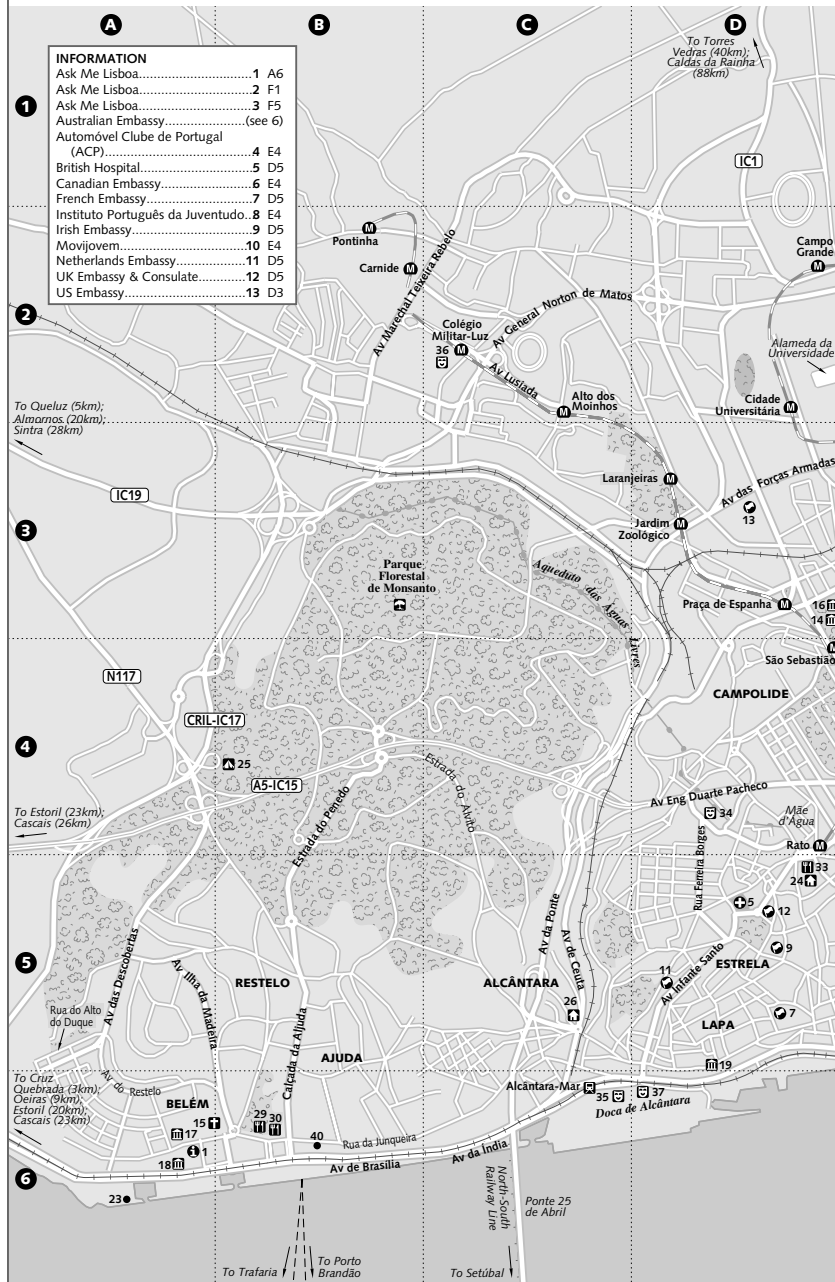 A
B
C
D
INFORMATION
Ask Me Lisboa..............................1 A6
Ask Me Lisboa..............................2 F1
Ask Me Lisboa..............................3 F5
Australian Embassy...................(see 6)
Automóvel Clube de Portugal
(ACP).......................................4 E4
British Hospital..............................5 D5
Canadian Embassy........................6 E4
French Embassy............................7 D5
Instituto Português da Juventudo..8 E4
Irish Embassy................................9 D5
Movijovem..................................10 E4
Netherlands Embassy..................11 D5
UK Embassy & Consulate............12 D5
US Embassy.................................13 D3
To Torres
Vedras (40km);
Caldas da Rainha
(88km)
1
IC1
Pontinha
Carnide
Av Marechal Teixeira Rebelo
Campo
Grande
2
Colégio
Militar-Luz
36
Av General Norton de Matos
Av Lusíada
Alameda da
Universidade
To Queluz (5km);
Almornos (20km);
Sintra (28km)
Alto dos
Moinhos
Cidade
Universitária
IC19
Laranjeiras
Av das Forças Armadas
13
3
Jardim
Zoológico
Parque
Florestal
de Monsanto
Aqueduto das Águas Livres
Praça de Espanha
16
14
São Sebastião
N117
CAMPOLIDE
CRIL-IC17
4
25
A5-IC15
Estrada do Alvito
Estrada do Penedo
Av Eng Duarte Pacheco
To Estoril (23km);
Cascais (26km)
34
Mãe
d'Água
Rato
33
24
Rua Ferreira Borges
5
12
9
5
Av das Descobertas
Av Ilha da Madeira
RESTELO
Calçada da AJuda
ALCÂNTARA
Av da Ponte
Av de Ceuta
26
11
Av Infante Santo
ESTRELA
7
LAPA
19
Rua do Alto
do Duque
AJUDA
To Cruz
Quebrada (3km);
Oeiras (9km);
Estoril (20km);
Cascais (23km)
Av do Restelo
BELÉM
15
17
1
18
29
30
40
Rua da Junqueira
Alcântara-Mar
35
37
Doca de Alcântara
Av de Brasília
Av da Índia
6
23
North-South
Railway Line
Ponte 25
de Abril
To Trafaria
To Porto
Brandão
To Setúbal